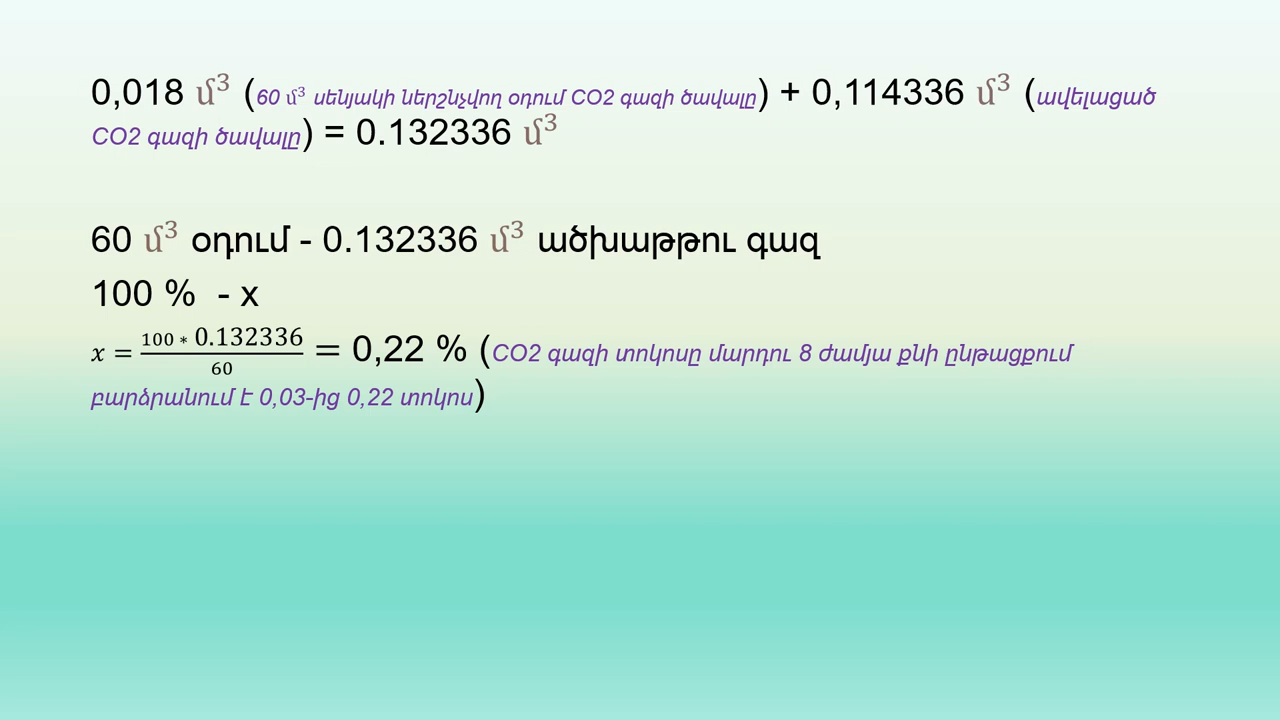 0,018 մ³ (60 մ³ սենյակի ներշնչվող օդում CO2 գազի ծավալը) + 0,114336 մ³ (ավելացած
CO2 գազի ծավալը) = 0.132336 մ³
60 մ³ օդում - 0.132336 մ³ ածխաթթու գազ
100 % - x
x = (100 * 0.132336)/60 = 0,22 % (CO2 գազի տոկոսը մարդու 8 ժամյա քնի ընթացքում
բարձրանում է 0,03-ից 0,22 տոկոս)